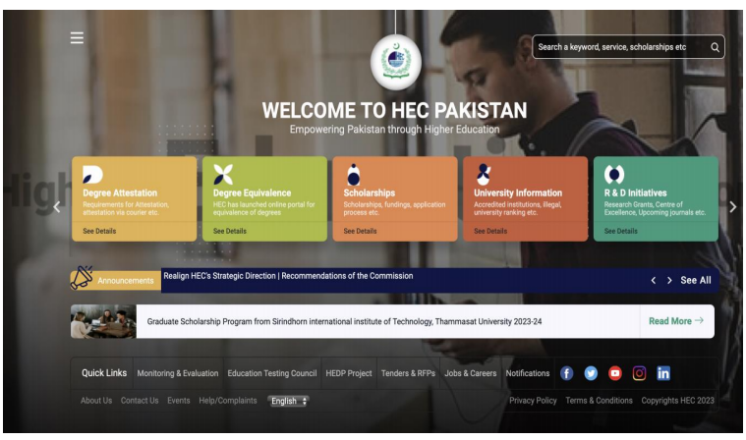 Search a keyword, service, scholarships etc
WELCOME TO HEC PAKISTAN
Empowering Pakistan through Higher Education
Degree Attestation
Requirements for Attestation,
attestation via courier etc.
See Details
Degree Equivalence
HEC has launched online portal for
equivalence of degrees
See Details
Scholarships
Scholarships, fundings, application
process etc.
See Details
University Information
Accredited institutions, illegal,
university ranking etc.
See Details
R & D Initiatives
Research Grants, Centre of
Excellence, Upcoming journals etc.
See Details
Announcements
Realign HEC's Strategic Direction | Recommendations of the Commission
See All
Graduate Scholarship Program from Sirindhorn international institute of Technology, Thammasat University 2023-24
Read More
Quick Links Monitoring & Evaluation Education Testing Council HEDP Project Tenders & RFPs Jobs & Careers Notifications
About Us Contact Us Events Help/Complaints English Privacy Policy Terms & Conditions Copyrights HEC 2023